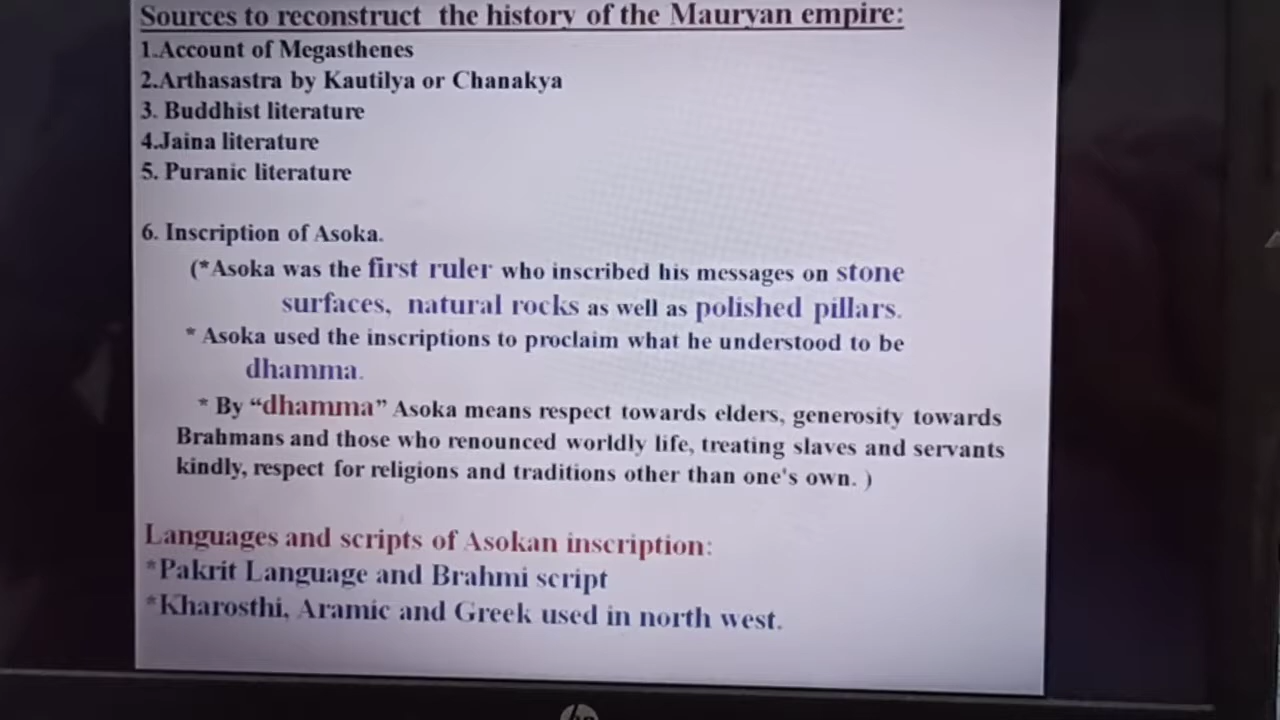 Sources to reconstruct the history of the Mauryan empire:
1.Account of Megasthenes
2.Arthasastra by Kautilya or Chanakya
3. Buddhist literature
4.Jaina literature
5. Puranic literature
6. Inscription of Asoka.
(*Asoka was the first ruler who inscribed his messages on stone
surfaces, natural rocks as well as polished pillars.
* Asoka used the inscriptions to proclaim what he understood to be
dhamma.
* By “dhamma” Asoka means respect towards elders, generosity towards
Brahmans and those who renounced worldly life, treating slaves and servants
kindly, respect for religions and traditions other than one's own. )
Languages and scripts of Asokan inscription:
*Pakrit Language and Brahmi script
*Kharosthi, Aramic and Greek used in north west.
hp